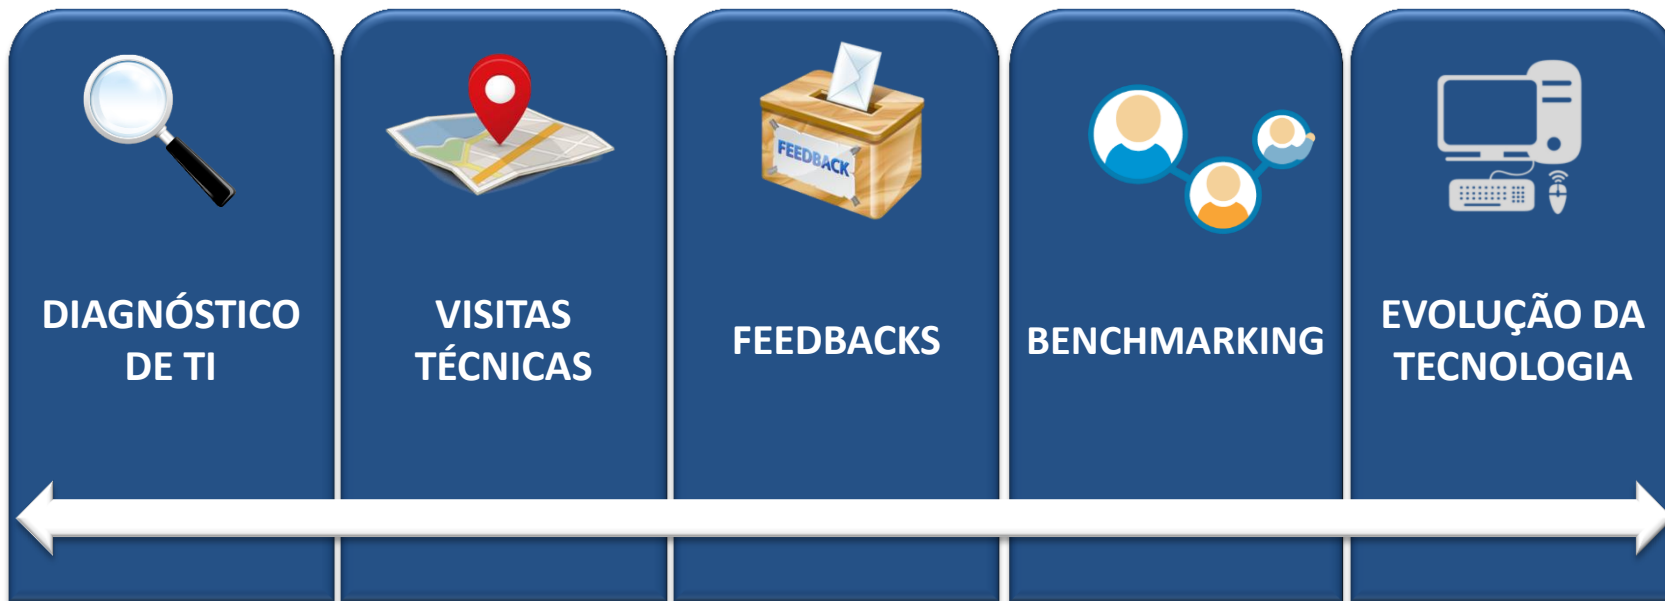 FEEDBACK
DIAGNÓSTICO
DE TI
VISITAS
TÉCNICAS
FEEDBACKS
BENCHMARKING
EVOLUÇÃO DA
TECNOLOGIA